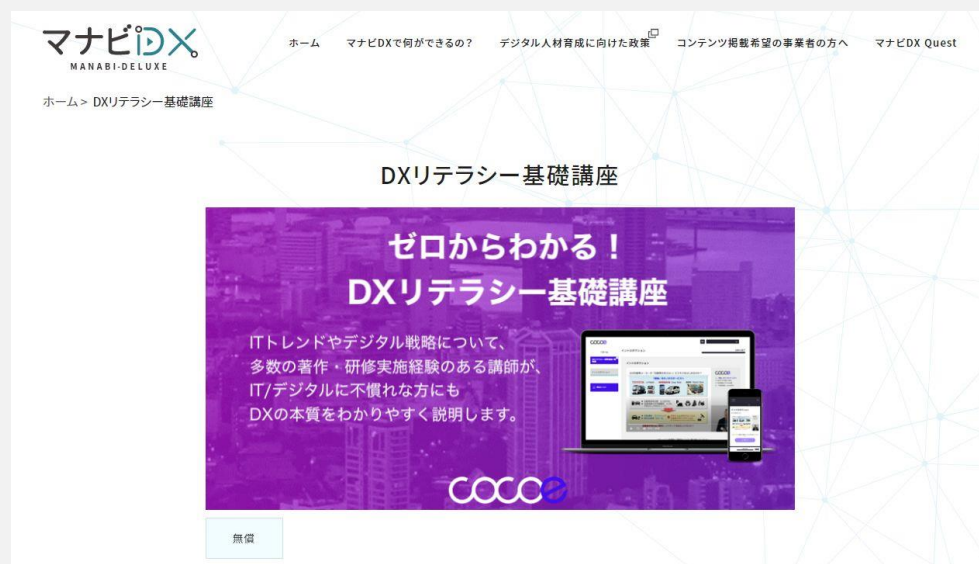 マナビDX
MANABI-DELUXE
ホーム
マナビDXで何ができるの？
デジタル人材育成に向けた政策
コンテンツ掲載希望の事業者の方へ
マナビDX Quest
ホーム > DXリテラシー基礎講座
DXリテラシー基礎講座
ゼロからわかる！
DXリテラシー基礎講座
ITトレンドやデジタル戦略について、
多数の著作・研修実施経験のある講師が、
IT/デジタルに不慣れな方にも
DXの本質をわかりやすく説明します。
cocoe
cocoe
無償